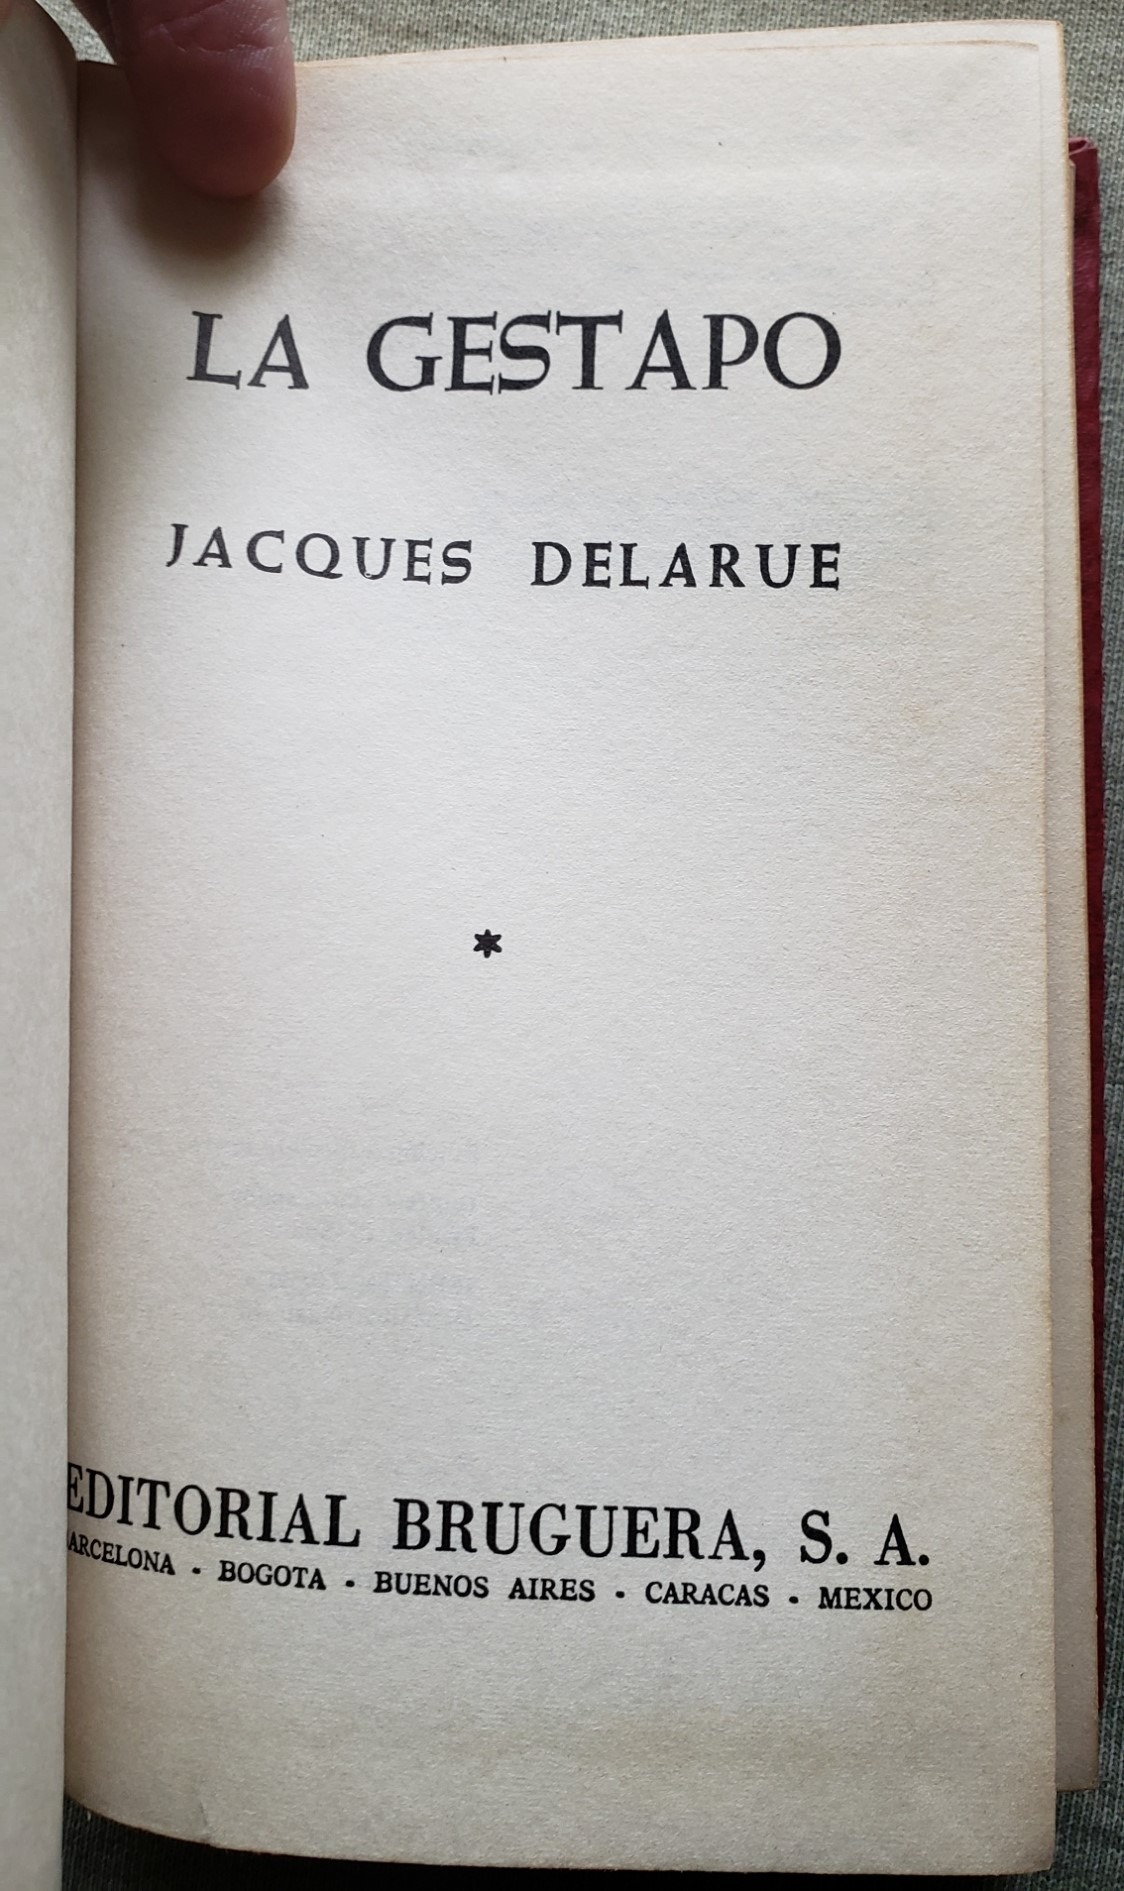 LA GESTAPO
JACQUES DELARUE
*
EDITORIAL BRUGUERA, S. A.
ARCELONA · BOGOTA · BUENOS AIRES · CARACAS · MEXICO